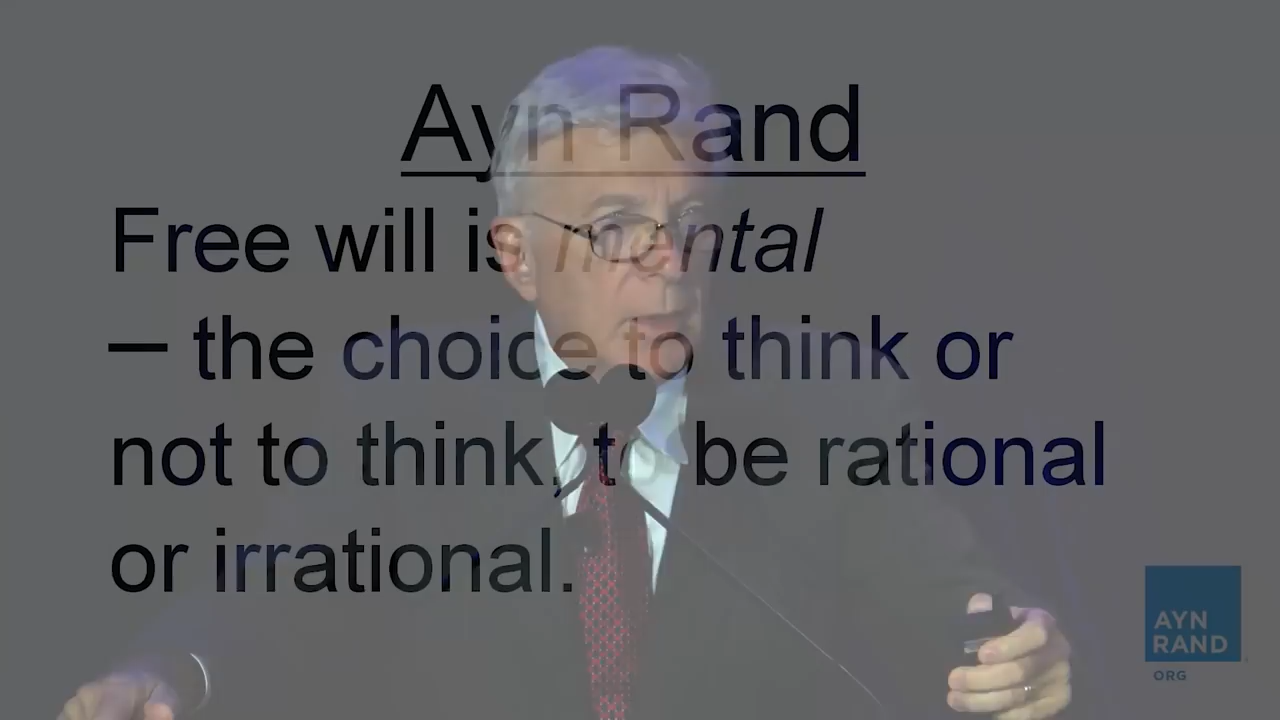 Ayn Rand
Free will is mental
– the choice to think or
not to think, to be rational
or irrational.
AYN
RAND
ORG